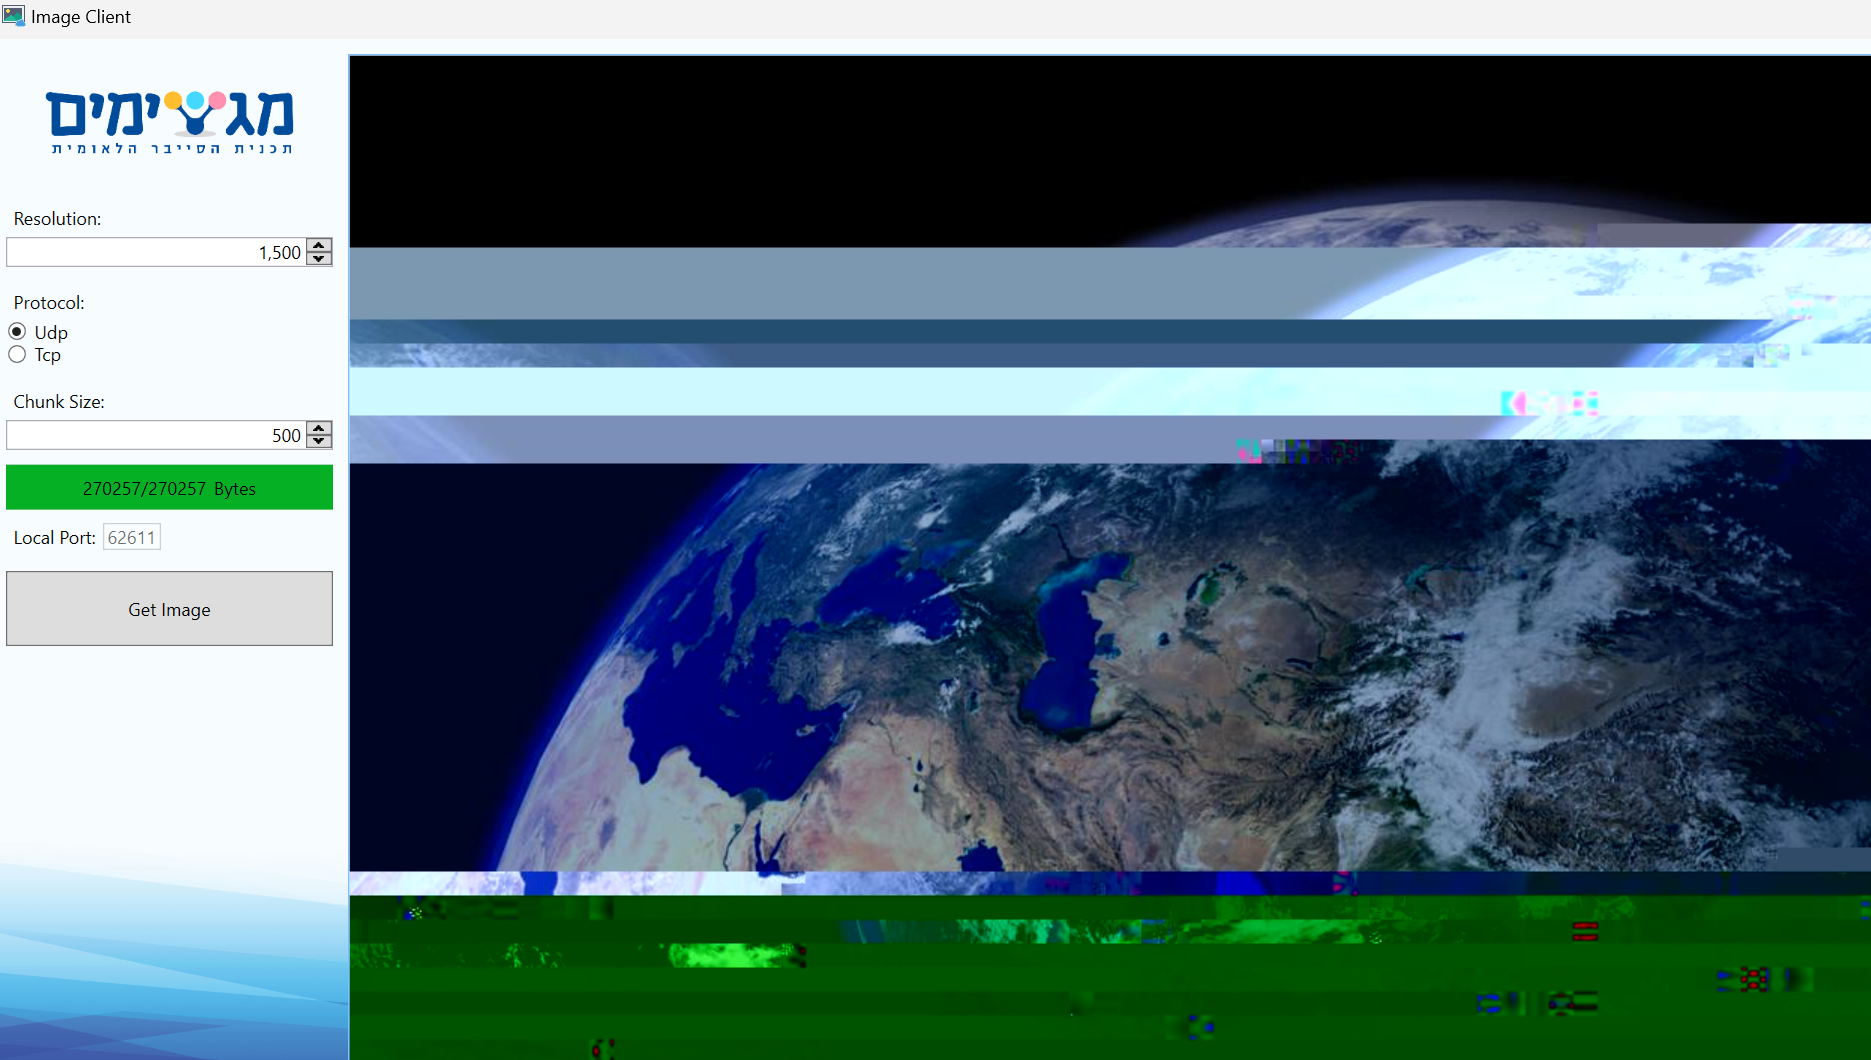 Image Client
מגשימים
תכנית הסייבר הלאומית
Resolution:
1,500
Protocol:
Udp
Tcp
Chunk Size:
500
270257/270257 Bytes
Local Port: 62611
Get Image